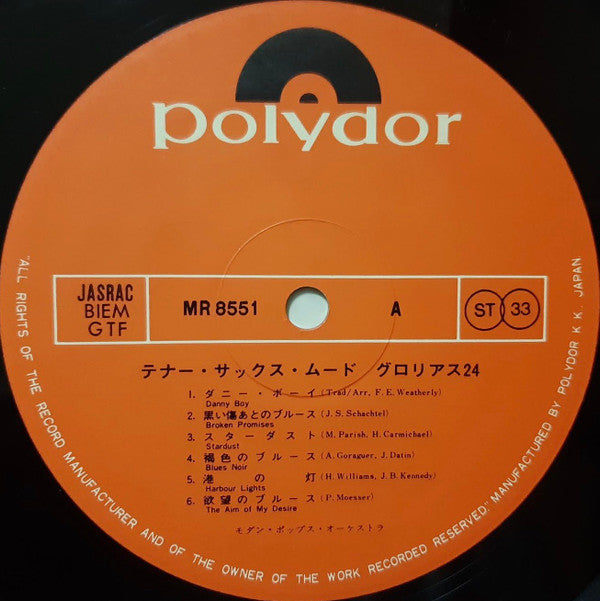 polydor
JASRAC
BIEM
GTF
MR 8551
A
ST 33
テナー・サックス・ムード グロリアス24
1. ダニー・ボーイ (Trad/Arr, F. E. Weatherly)
Danny Boy
2. 黒い傷あとのブルース (J. S. Schachtel)
Broken Promises
3. スターダスト (M. Parish, H. Carmichael)
Stardust
4. 褐色のブルース (A. Goraguer, J. Datin)
Blues Noir
5. 港の灯 (H. Williams, J. B. Kennedy)
Harbour Lights
6. 欲望のブルース (P. Moesser)
The Aim of My Desire
モダン・ポップス・オーケストラ
"ALL RIGHTS OF THE RECORD MANUFACTURER AND OF THE OWNER OF THE WORK RECORDED RESERVED." MANUFACTURED BY POLYDOR K.K. JAPAN